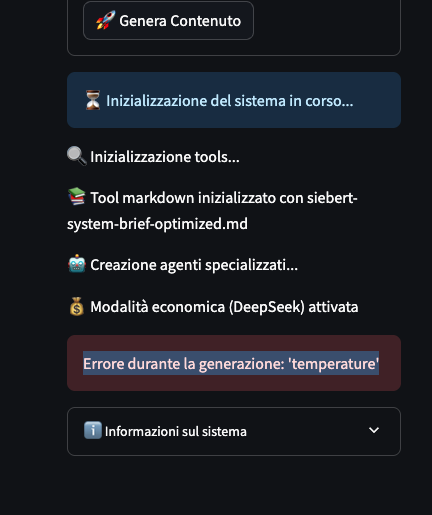 🚀 Genera Contenuto
⏳ Inizializzazione del sistema in corso...
🔍 Inizializzazione tools...
📚 Tool markdown inizializzato con siebert-
system-brief-optimized.md
🤖 Creazione agenti specializzati...
💰 Modalità economica (DeepSeek) attivata
Errore durante la generazione: 'temperature'
ℹ️ Informazioni sul sistema